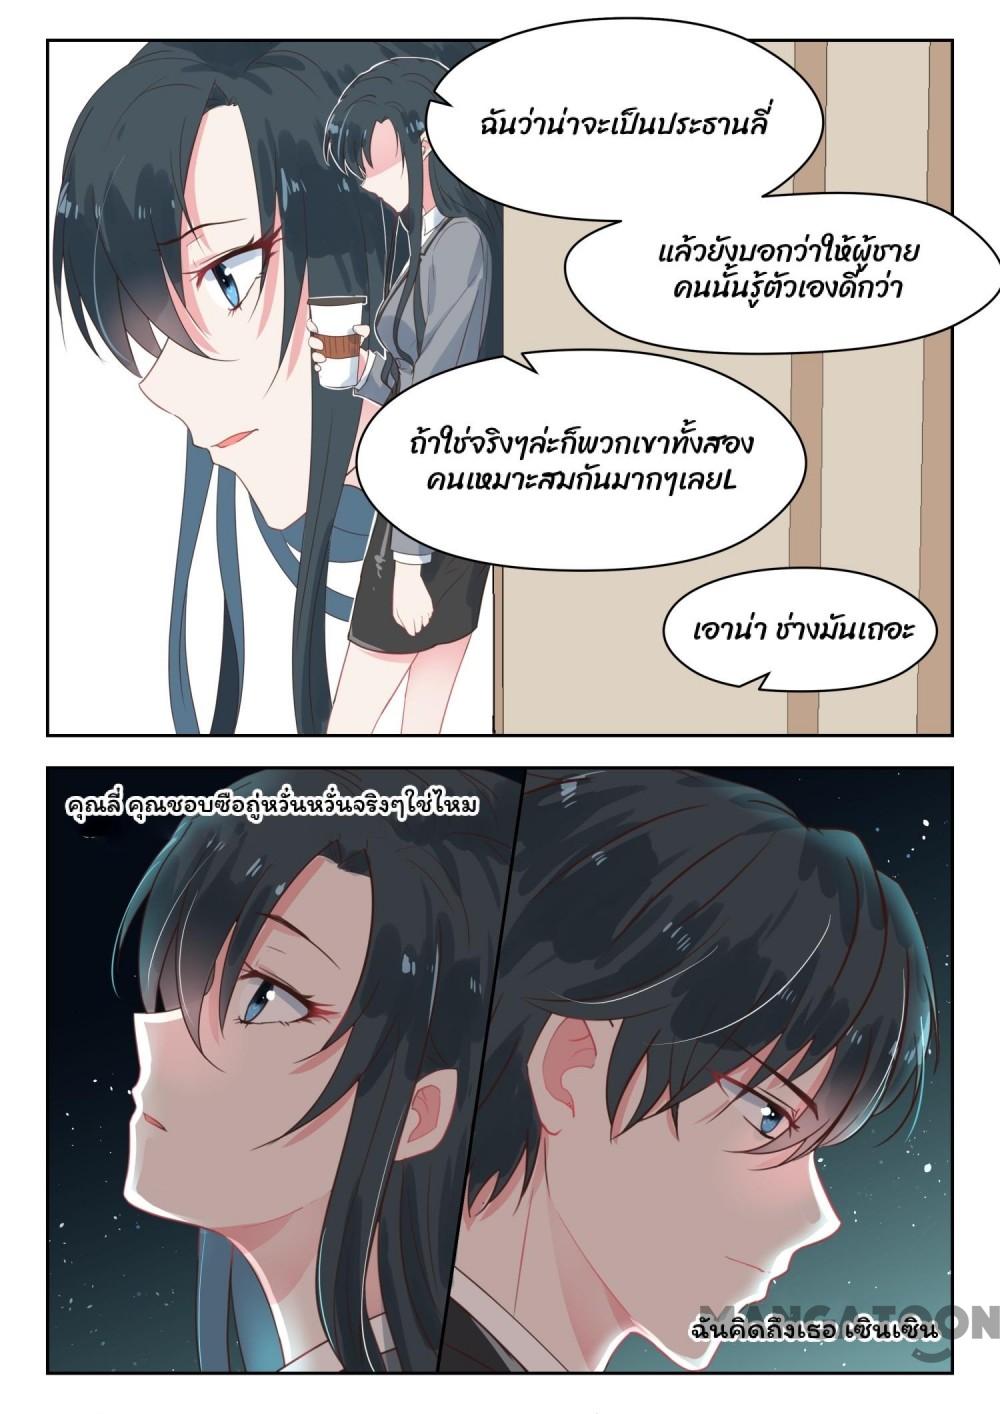 ฉันว่าน่าจะเป็นประธานลี่
แล้วยังบอกว่าให้ผู้ชาย
คนนั้นรู้ตัวเองดีกว่า
ถ้าใช่จริงๆล่ะก็พวกเขาทั้งสอง
คนเหมาะสมกันมากๆเลยL
เอาน่า ช่างมันเถอะ
คุณลี่ คุณชอบซือถู่หวั่นหวั่นจริงๆใช่ไหม
MANGATOON
ฉันคิดถึงเธอ เซินเซิน